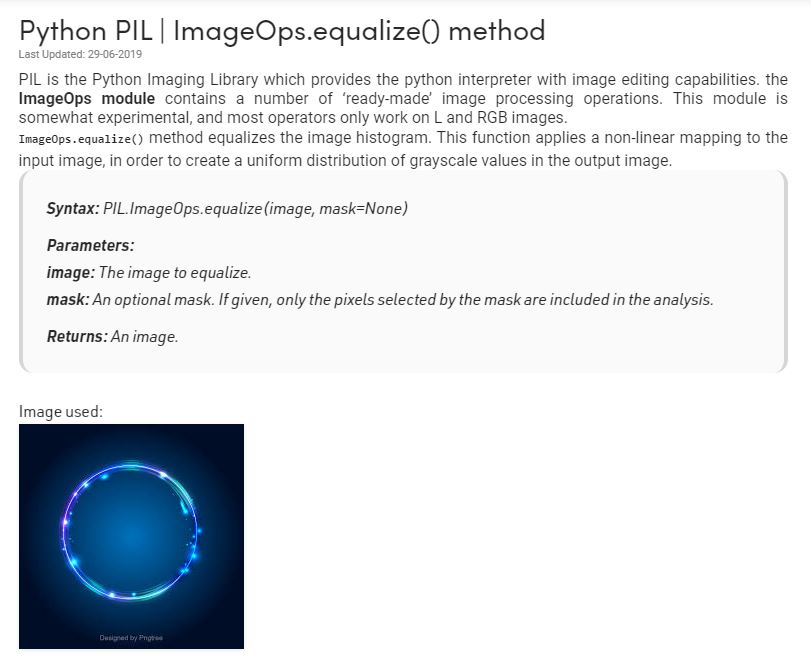 Python PIL | ImageOps.equalize() method
Last Updated: 29-06-2019
PIL is the Python Imaging Library which provides the python interpreter with image editing capabilities. the
ImageOps module contains a number of ‘ready-made’ image processing operations. This module is
somewhat experimental, and most operators only work on L and RGB images.
ImageOps.equalize() method equalizes the image histogram. This function applies a non-linear mapping to the
input image, in order to create a uniform distribution of grayscale values in the output image.
Syntax: PIL.ImageOps.equalize(image, mask=None)
Parameters:
image: The image to equalize.
mask: An optional mask. If given, only the pixels selected by the mask are included in the analysis.
Returns: An image.
Image used:
Designed by Pngtree